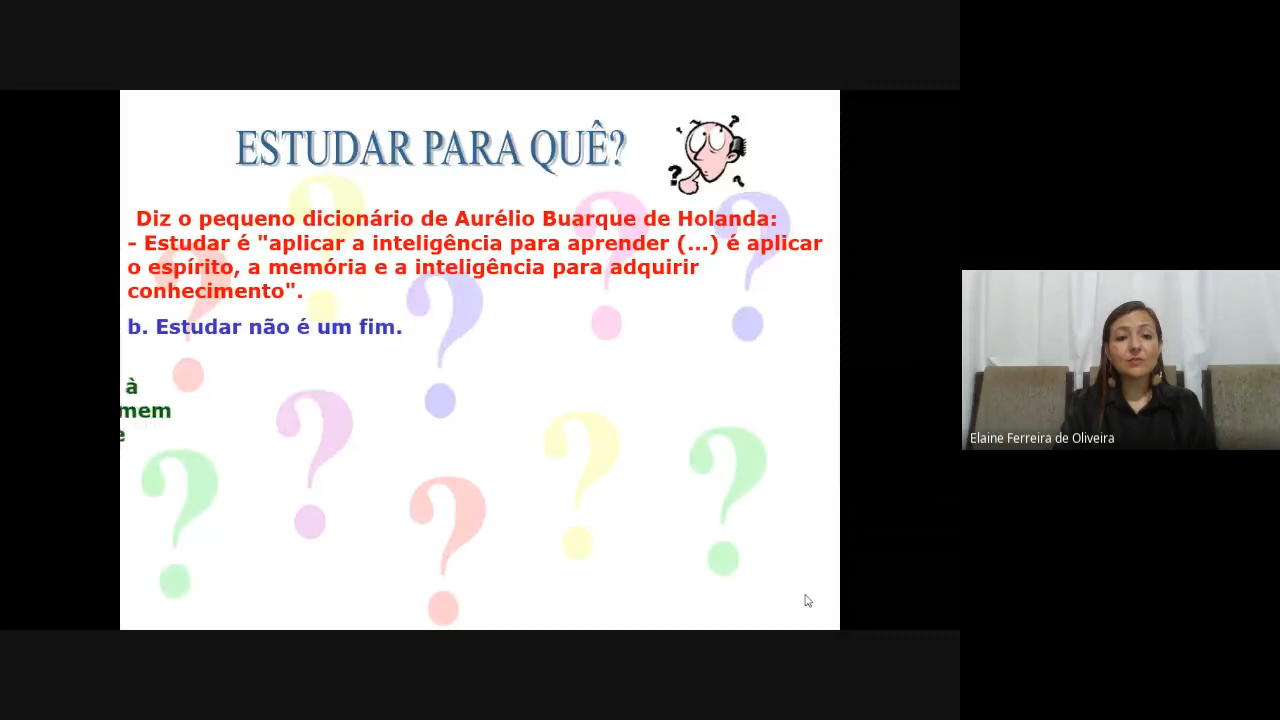 ESTUDAR PARA QUÊ?
Diz o pequeno dicionário de Aurélio Buarque de Holanda:
- Estudar é "aplicar a inteligência para aprender (...) é aplicar
o espírito, a memória e a inteligência para adquirir
conhecimento".
b. Estudar não é um fim.
à
mem
e
Elaine Ferreira de Oliveira